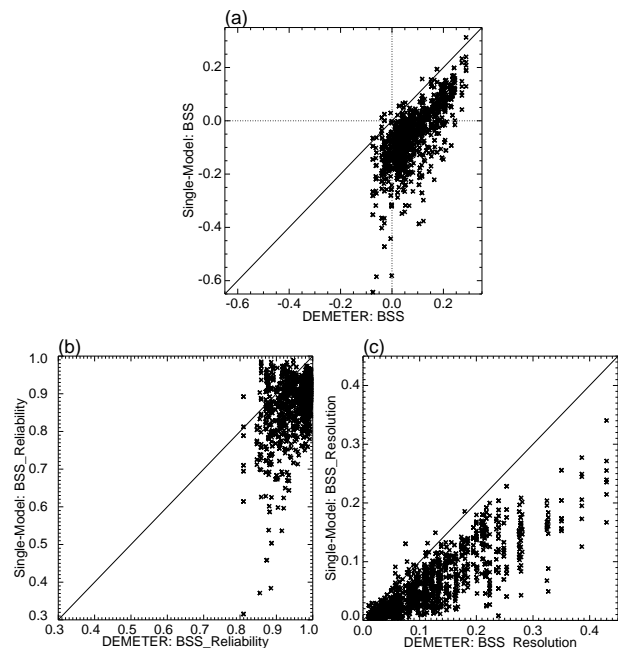 (a)
0.2
0.0
-0.2
-0.4
-0.6
Single-Model: BSS
-0.6 -0.4 -0.2 0.0 0.2
DEMETER: BSS
(b)
1.0
0.9
0.8
0.7
0.6
0.5
0.4
0.3
Single-Model: BSS_Reliability
0.3 0.4 0.5 0.6 0.7 0.8 0.9 1.0
DEMETER: BSS_Reliability
(c)
0.4
0.3
0.2
0.1
0.0
Single-Model: BSS_Resolution
0.0 0.1 0.2 0.3 0.4
DEMETER: BSS_Resolution